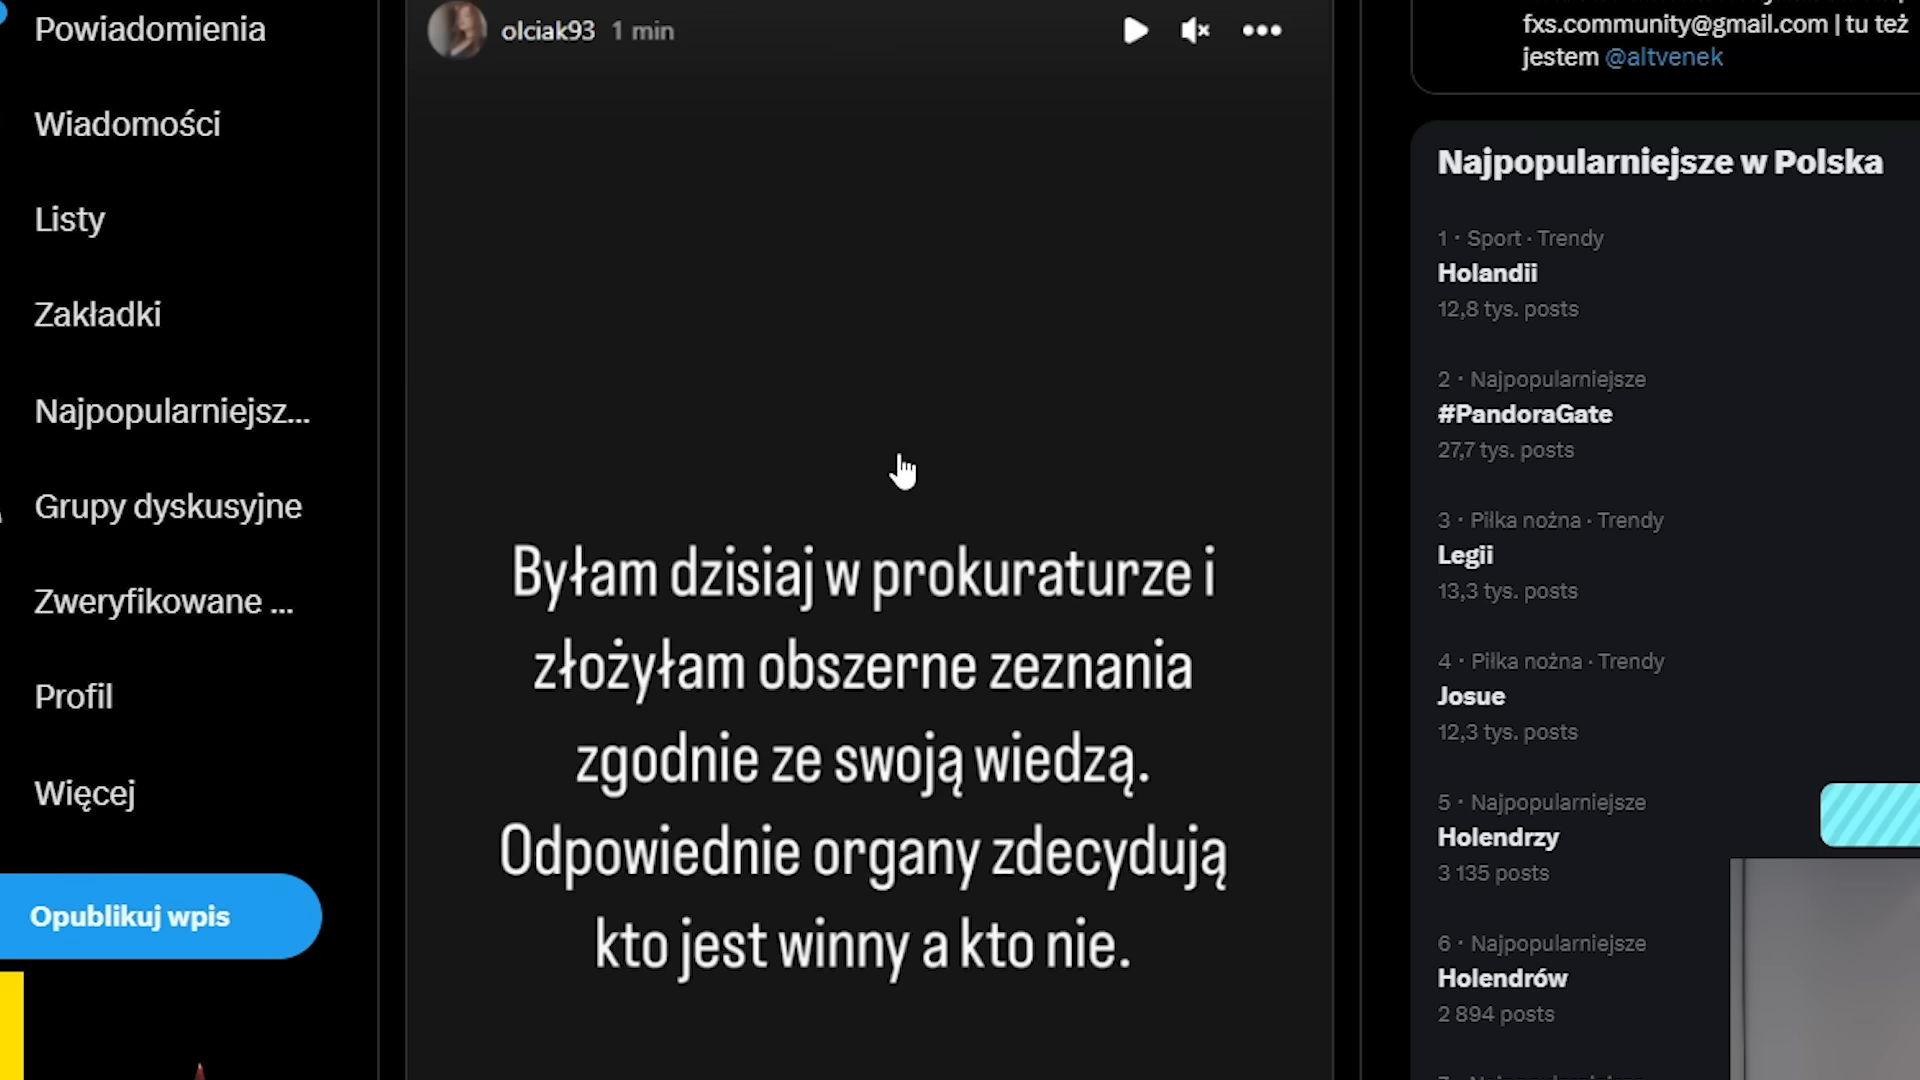 Powiadomienia
Wiadomości
Listy
Zakładki
Najpopularniejsz...
Grupy dyskusyjne
Zweryfikowane ...
Profil
Więcej
Opublikuj wpis
olciak93 1 min
Byłam dzisiaj w prokuraturze i
złożyłam obszerne zeznania
zgodnie ze swoją wiedzą.
Odpowiednie organy zdecydują
kto jest winny a kto nie.
fxs.community@gmail.com | tu też
jestem @altvenek
Najpopularniejsze w Polska
1 · Sport · Trendy
Holandii
12,8 tys. posts
2 · Najpopularniejsze
#PandoraGate
27,7 tys. posts
3 · Piłka nożna · Trendy
Legii
13,3 tys. posts
4 · Piłka nożna · Trendy
Josue
12,3 tys. posts
5 · Najpopularniejsze
Holendrzy
3 135 posts
6 · Najpopularniejsze
Holendrów
2 894 posts